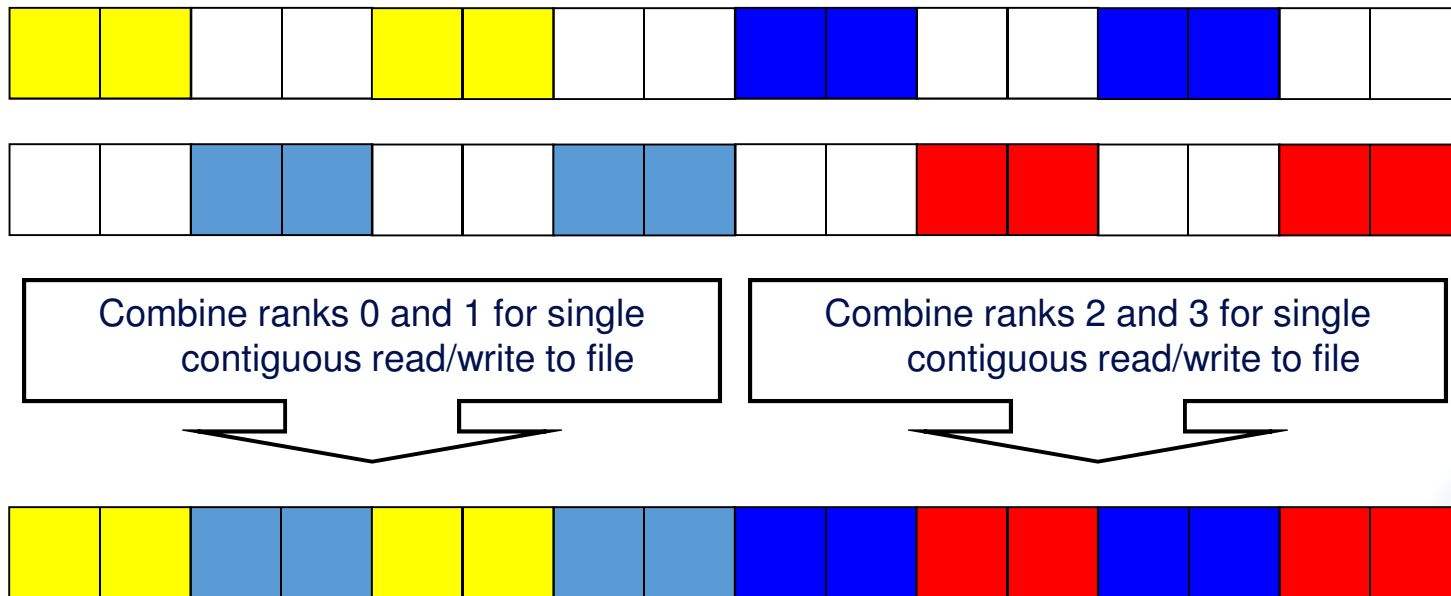 Combine ranks 0 and 1 for single
contiguous read/write to file
Combine ranks 2 and 3 for single
contiguous read/write to file